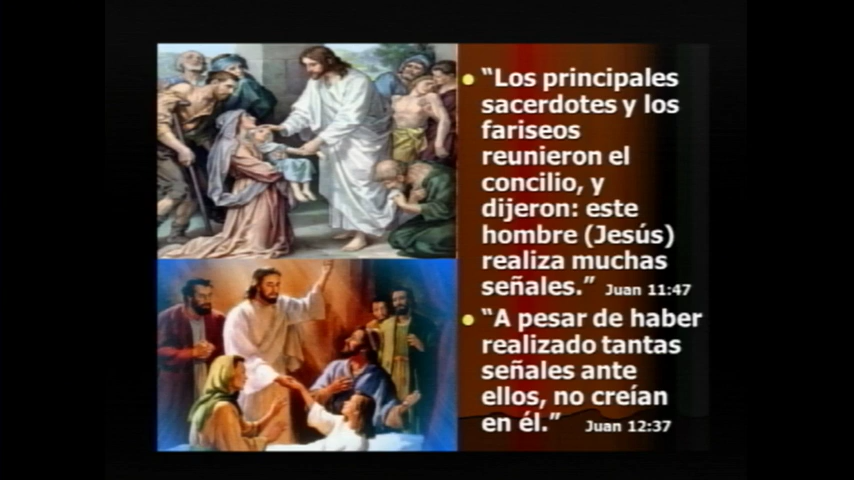 “Los principales
sacerdotes y los
fariseos
reunieron el
concilio, y
dijeron: este
hombre (Jesús)
realiza muchas
señales.” Juan 11:47
“A pesar de haber
realizado tantas
señales ante
ellos, no creían
en él.” Juan 12:37